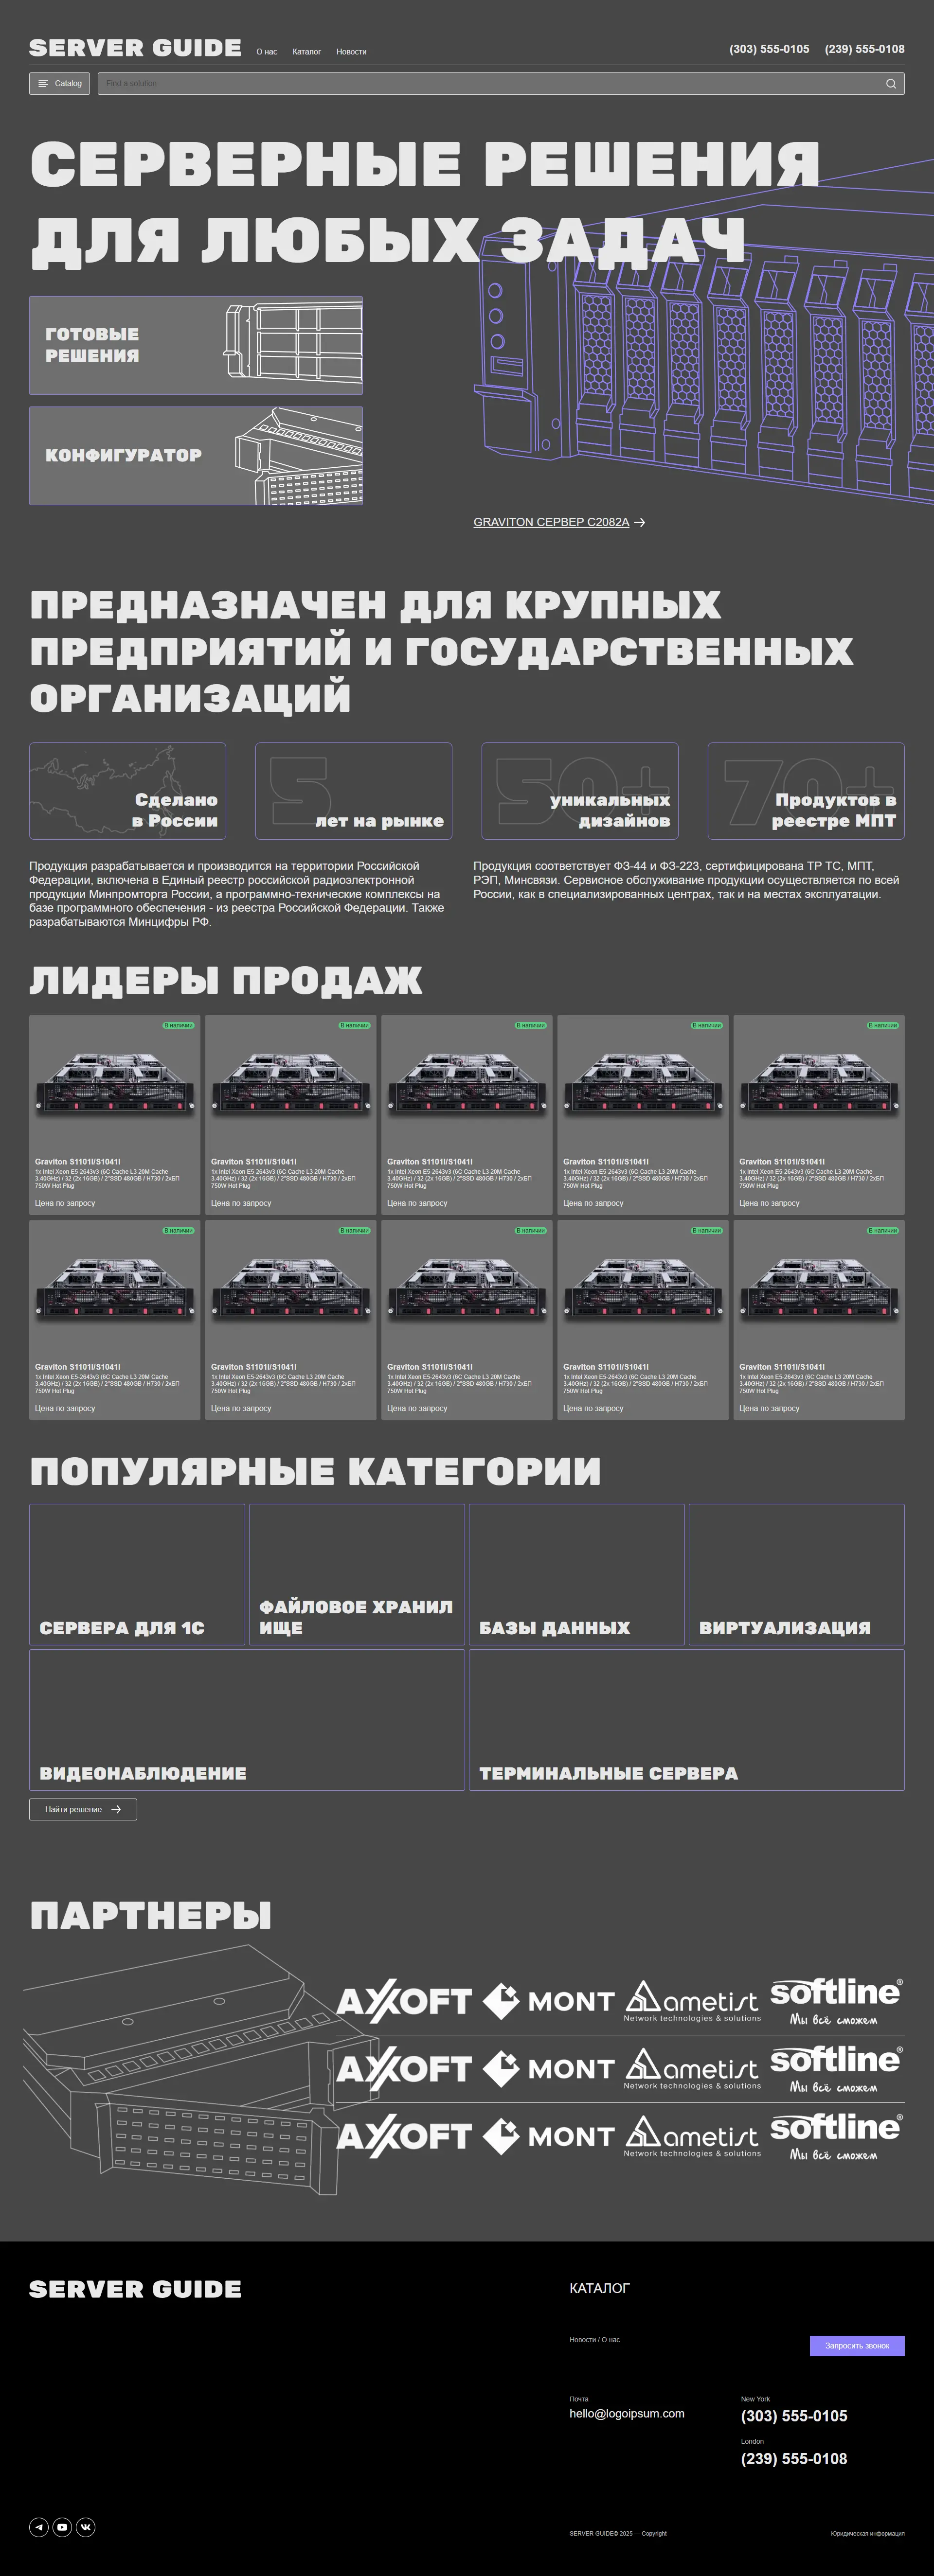 SERVER GUIDE
О нас Каталог Новости
(303) 555-0105 (239) 555-0108
Catalog
Find a solution
СЕРВЕРНЫЕ РЕШЕНИЯ
ДЛЯ ЛЮБЫХ ЗАДАЧ
ГОТОВЫЕ
РЕШЕНИЯ
КОНФИГУРАТОР
GRAVITON СЕРВЕР С2082А
ПРЕДНАЗНАЧЕН ДЛЯ КРУПНЫХ
ПРЕДПРИЯТИЙ И ГОСУДАРСТВЕННЫХ
ОРГАНИЗАЦИЙ
Сделано
в России
5
лет на рынке
50+
уникальных
дизайнов
70+
Продуктов в
реестре МПТ
Продукция разрабатывается и производится на территории Российской
Федерации, включена в Единый реестр российской радиоэлектронной
продукции Минпромторга России, а программно-технические комплексы на
базе программного обеспечения - из реестра Российской Федерации. Также
разрабатываются Минцифры РФ.
Продукция соответствует ФЗ-44 и ФЗ-223, сертифицирована ТР ТС, МПТ,
РЭП, Минсвязи. Сервисное обслуживание продукции осуществляется по всей
России, как в специализированных центрах, так и на местах эксплуатации.
ЛИДЕРЫ ПРОДАЖ
В наличии
Graviton S1101I/S1041I
1x Intel Xeon E5-2643v3 (6C Cache L3 20M Cache
3.40GHz) / 32 (2x 16GB) / 2"SSD 480GB / H730 / 2xБП
750W Hot Plug
Цена по запросу
В наличии
Graviton S1101I/S1041I
1x Intel Xeon E5-2643v3 (6C Cache L3 20M Cache
3.40GHz) / 32 (2x 16GB) / 2"SSD 480GB / H730 / 2xБП
750W Hot Plug
Цена по запросу
В наличии
Graviton S1101I/S1041I
1x Intel Xeon E5-2643v3 (6C Cache L3 20M Cache
3.40GHz) / 32 (2x 16GB) / 2"SSD 480GB / H730 / 2xБП
750W Hot Plug
Цена по запросу
В наличии
Graviton S1101I/S1041I
1x Intel Xeon E5-2643v3 (6C Cache L3 20M Cache
3.40GHz) / 32 (2x 16GB) / 2"SSD 480GB / H730 / 2xБП
750W Hot Plug
Цена по запросу
В наличии
Graviton S1101I/S1041I
1x Intel Xeon E5-2643v3 (6C Cache L3 20M Cache
3.40GHz) / 32 (2x 16GB) / 2"SSD 480GB / H730 / 2xБП
750W Hot Plug
Цена по запросу
В наличии
Graviton S1101I/S1041I
1x Intel Xeon E5-2643v3 (6C Cache L3 20M Cache
3.40GHz) / 32 (2x 16GB) / 2"SSD 480GB / H730 / 2xБП
750W Hot Plug
Цена по запросу
В наличии
Graviton S1101I/S1041I
1x Intel Xeon E5-2643v3 (6C Cache L3 20M Cache
3.40GHz) / 32 (2x 16GB) / 2"SSD 480GB / H730 / 2xБП
750W Hot Plug
Цена по запросу
В наличии
Graviton S1101I/S1041I
1x Intel Xeon E5-2643v3 (6C Cache L3 20M Cache
3.40GHz) / 32 (2x 16GB) / 2"SSD 480GB / H730 / 2xБП
750W Hot Plug
Цена по запросу
В наличии
Graviton S1101I/S1041I
1x Intel Xeon E5-2643v3 (6C Cache L3 20M Cache
3.40GHz) / 32 (2x 16GB) / 2"SSD 480GB / H730 / 2xБП
750W Hot Plug
Цена по запросу
В наличии
Graviton S1101I/S1041I
1x Intel Xeon E5-2643v3 (6C Cache L3 20M Cache
3.40GHz) / 32 (2x 16GB) / 2"SSD 480GB / H730 / 2xБП
750W Hot Plug
Цена по запросу
ПОПУЛЯРНЫЕ КАТЕГОРИИ
СЕРВЕРА ДЛЯ 1С
ФАЙЛОВОЕ ХРАНИЛ
ИЩЕ
БАЗЫ ДАННЫХ
ВИРТУАЛИЗАЦИЯ
ВИДЕОНАБЛЮДЕНИЕ
ТЕРМИНАЛЬНЫЕ СЕРВЕРА
Найти решение
ПАРТНЕРЫ
AXOFT MONT ametist softline®
Network technologies & solutions Мы всё сможем
AXOFT MONT ametist softline®
Network technologies & solutions Мы всё сможем
AXOFT MONT ametist softline®
Network technologies & solutions Мы всё сможем
SERVER GUIDE
КАТАЛОГ
Новости / О нас
Запросить звонок
Почта
hello@logoipsum.com
New York
(303) 555-0105
London
(239) 555-0108
SERVER GUIDE© 2025 — Copyright
Юридическая информация